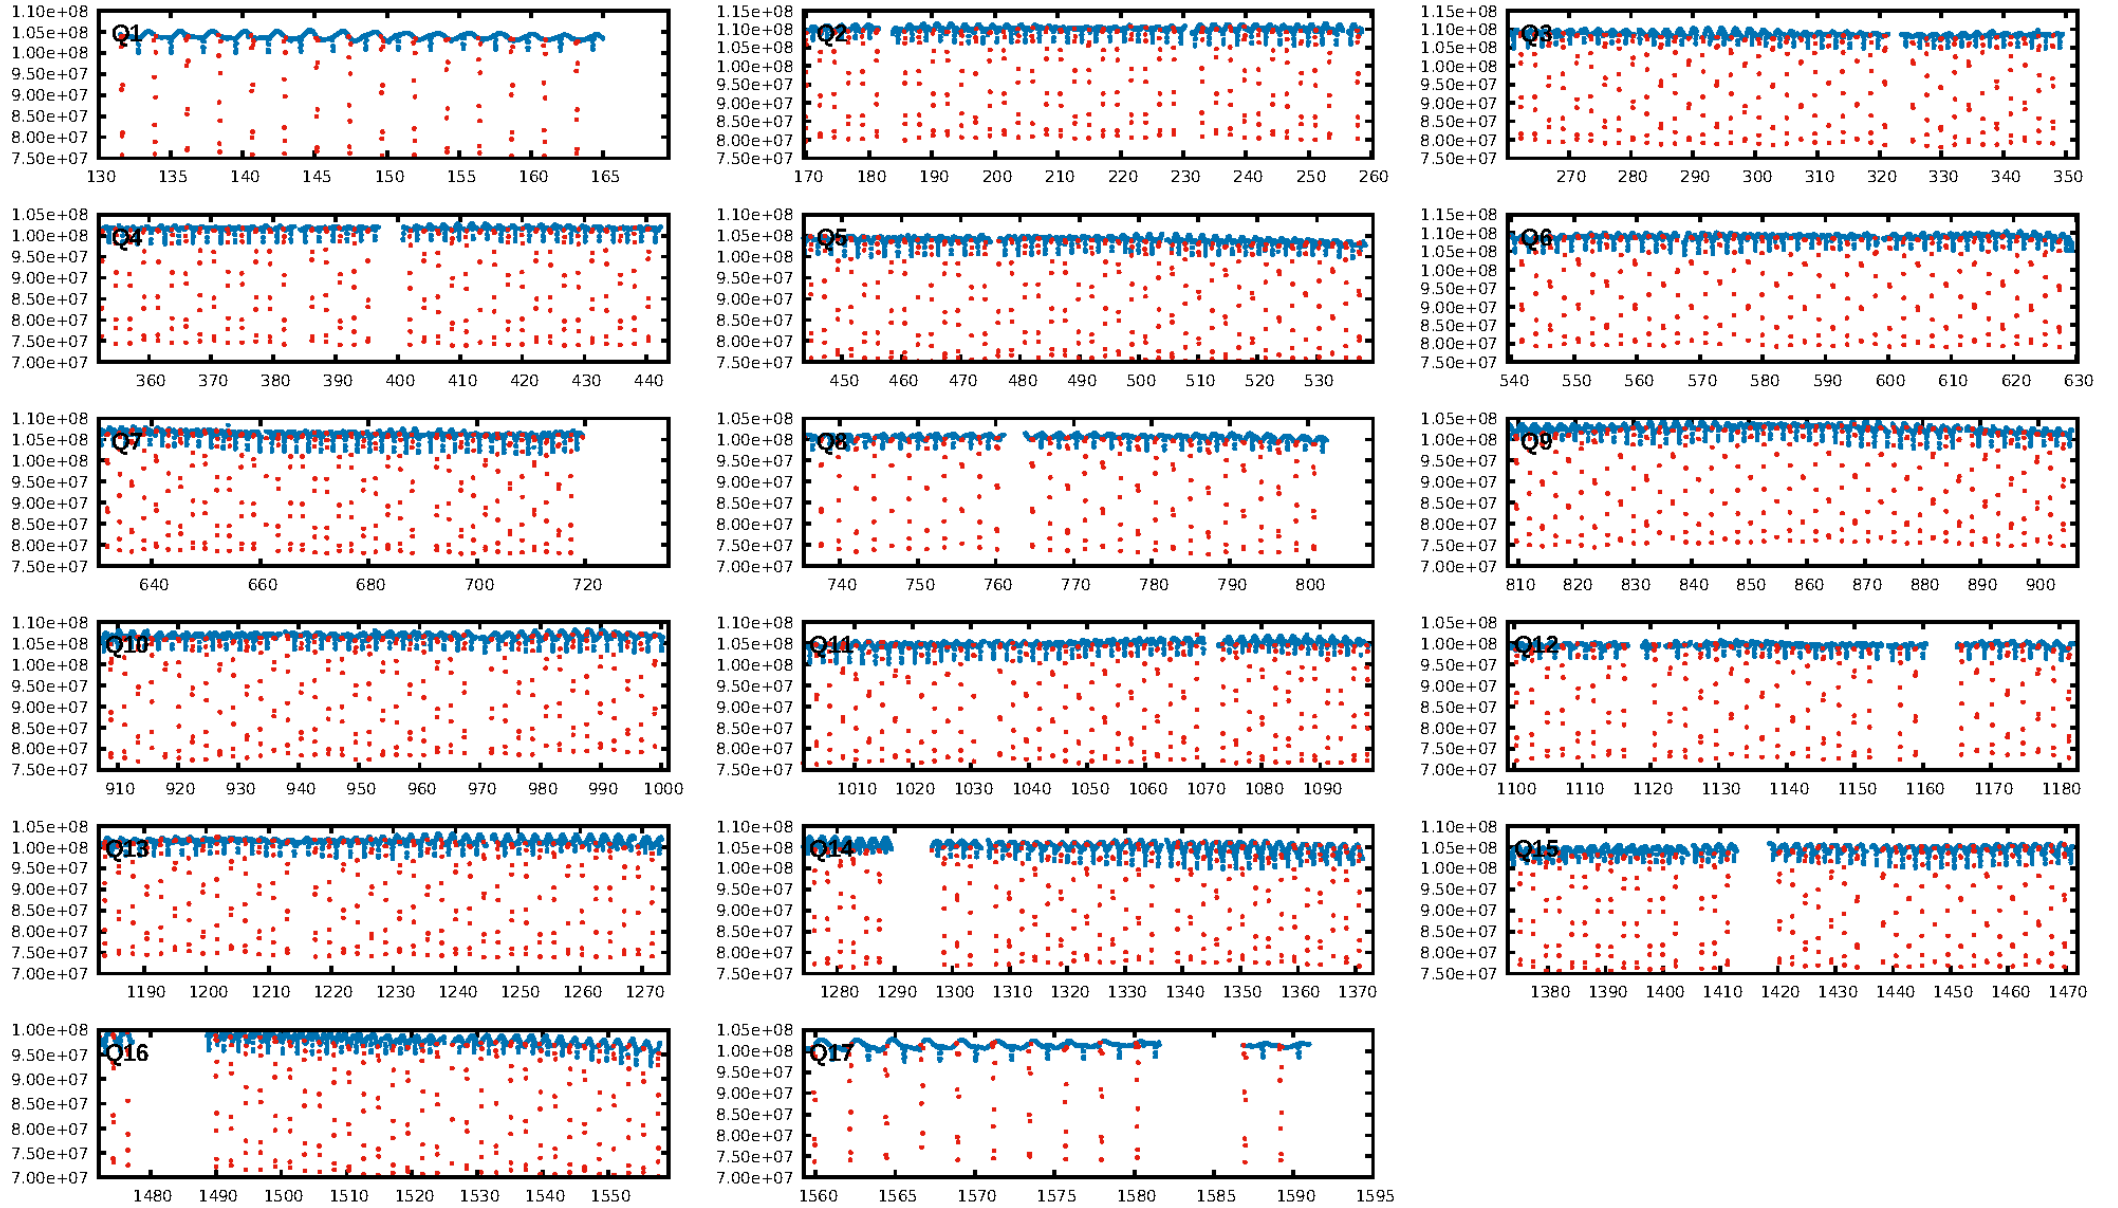 Q1
1.10e+08
1.05e+08
1.00e+08
9.50e+07
9.00e+07
8.50e+07
8.00e+07
7.50e+07
130 135 140 145 150 155 160 165
Q2
1.15e+08
1.10e+08
1.05e+08
1.00e+08
9.50e+07
9.00e+07
8.50e+07
8.00e+07
7.50e+07
170 180 190 200 210 220 230 240 250 260
Q3
1.15e+08
1.10e+08
1.05e+08
1.00e+08
9.50e+07
9.00e+07
8.50e+07
8.00e+07
7.50e+07
270 280 290 300 310 320 330 340 350
Q4
1.05e+08
1.00e+08
9.50e+07
9.00e+07
8.50e+07
8.00e+07
7.50e+07
7.00e+07
360 370 380 390 400 410 420 430 440
Q5
1.10e+08
1.05e+08
1.00e+08
9.50e+07
9.00e+07
8.50e+07
8.00e+07
7.50e+07
450 460 470 480 490 500 510 520 530
Q6
1.15e+08
1.10e+08
1.05e+08
1.00e+08
9.50e+07
9.00e+07
8.50e+07
8.00e+07
7.50e+07
540 550 560 570 580 590 600 610 620 630
Q7
1.10e+08
1.05e+08
1.00e+08
9.50e+07
9.00e+07
8.50e+07
8.00e+07
7.50e+07
640 660 680 700 720
Q8
1.05e+08
1.00e+08
9.50e+07
9.00e+07
8.50e+07
8.00e+07
7.50e+07
7.00e+07
740 750 760 770 780 790 800
Q9
1.05e+08
1.00e+08
9.50e+07
9.00e+07
8.50e+07
8.00e+07
7.50e+07
7.00e+07
810 820 830 840 850 860 870 880 890 900
Q10
1.10e+08
1.05e+08
1.00e+08
9.50e+07
9.00e+07
8.50e+07
8.00e+07
7.50e+07
910 920 930 940 950 960 970 980 990 1000
Q11
1.10e+08
1.05e+08
1.00e+08
9.50e+07
9.00e+07
8.50e+07
8.00e+07
7.50e+07
1010 1020 1030 1040 1050 1060 1070 1080 1090
Q12
1.05e+08
1.00e+08
9.50e+07
9.00e+07
8.50e+07
8.00e+07
7.50e+07
7.00e+07
1100 1110 1120 1130 1140 1150 1160 1170 1180
Q13
1.05e+08
1.00e+08
9.50e+07
9.00e+07
8.50e+07
8.00e+07
7.50e+07
7.00e+07
1190 1200 1210 1220 1230 1240 1250 1260 1270
Q14
1.10e+08
1.05e+08
1.00e+08
9.50e+07
9.00e+07
8.50e+07
8.00e+07
7.50e+07
1280 1290 1300 1310 1320 1330 1340 1350 1360 1370
Q15
1.10e+08
1.05e+08
1.00e+08
9.50e+07
9.00e+07
8.50e+07
8.00e+07
7.50e+07
1380 1390 1400 1410 1420 1430 1440 1450 1460 1470
Q16
1.00e+08
9.50e+07
9.00e+07
8.50e+07
8.00e+07
7.50e+07
7.00e+07
1480 1490 1500 1510 1520 1530 1540 1550
Q17
1.05e+08
1.00e+08
9.50e+07
9.00e+07
8.50e+07
8.00e+07
7.50e+07
7.00e+07
1560 1565 1570 1575 1580 1585 1590 1595